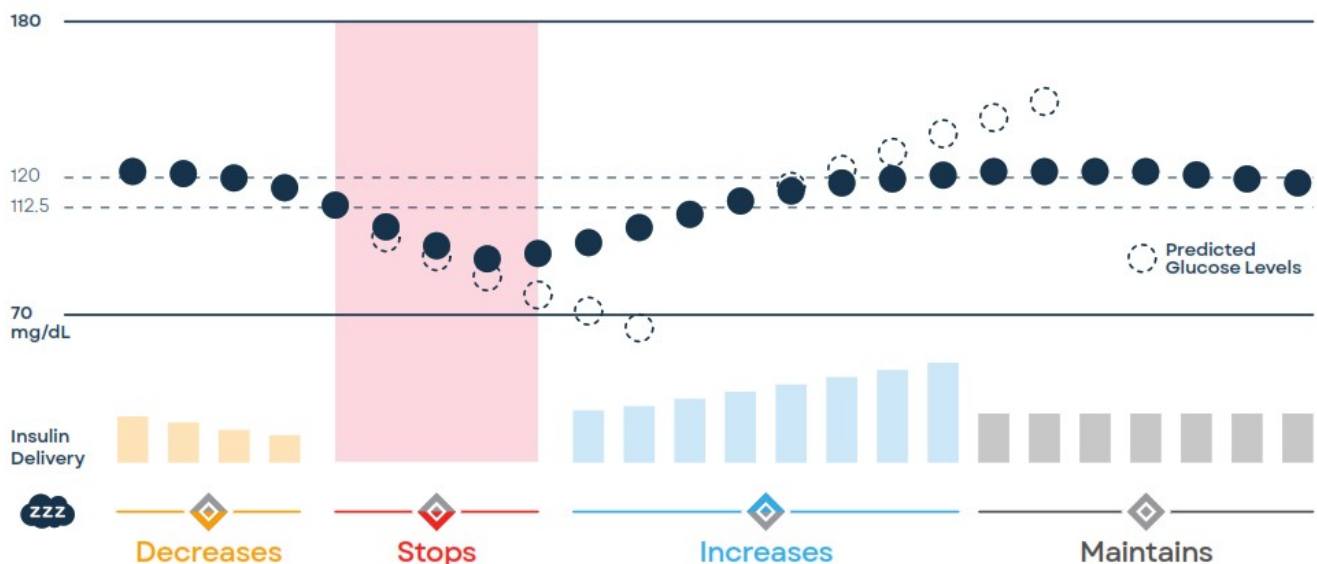 180
120
112.5
Predicted
Glucose Levels
70
mg/dL
Insulin
Delivery
ZZZ
Decreases
Stops
Increases
Maintains